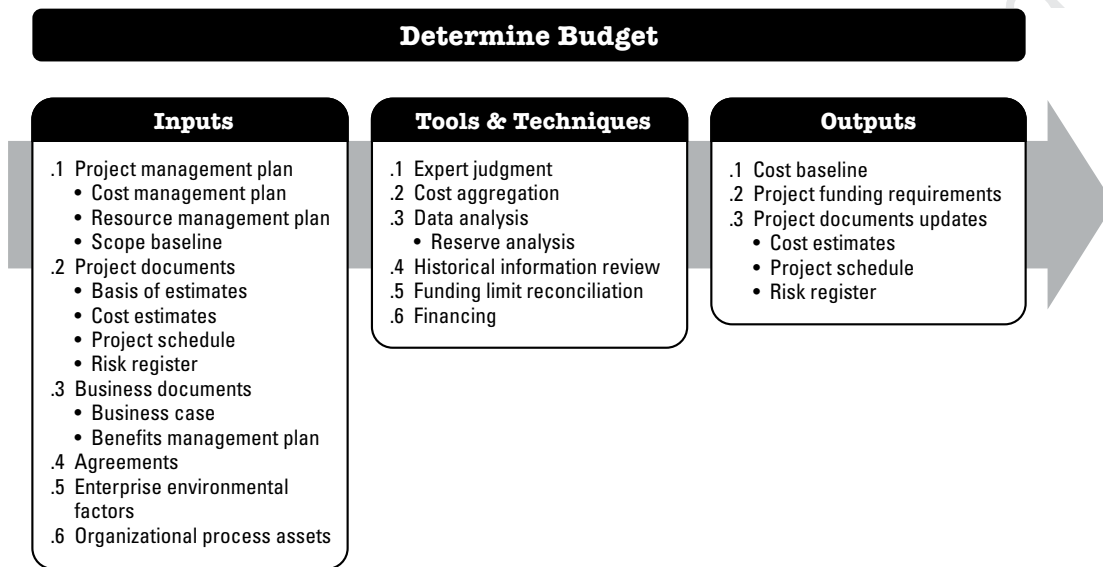 Determine Budget
Inputs
.1 Project management plan
• Cost management plan
• Resource management plan
• Scope baseline
.2 Project documents
• Basis of estimates
• Cost estimates
• Project schedule
• Risk register
.3 Business documents
• Business case
• Benefits management plan
.4 Agreements
.5 Enterprise environmental
factors
.6 Organizational process assets
Tools & Techniques
.1 Expert judgment
.2 Cost aggregation
.3 Data analysis
• Reserve analysis
.4 Historical information review
.5 Funding limit reconciliation
.6 Financing
Outputs
.1 Cost baseline
.2 Project funding requirements
.3 Project documents updates
• Cost estimates
• Project schedule
• Risk register